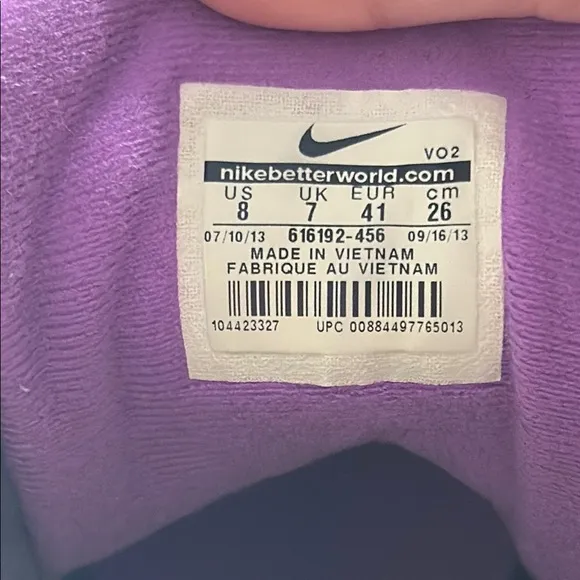 VO2
nikebetterworld.com
US UK EUR cm
8 7 41 26
07/10/13 616192-456 09/16/13
MADE IN VIETNAM
FABRIQUE AU VIETNAM
104423327 UPC 00884497765013